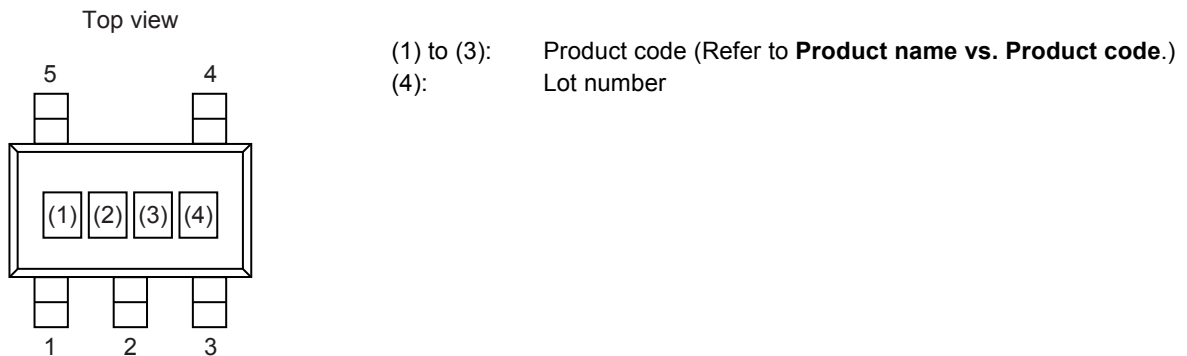 Top view
(1) to (3): Product code (Refer to Product name vs. Product code.)
(4): Lot number
5 4
(1) (2) (3) (4)
1 2 3